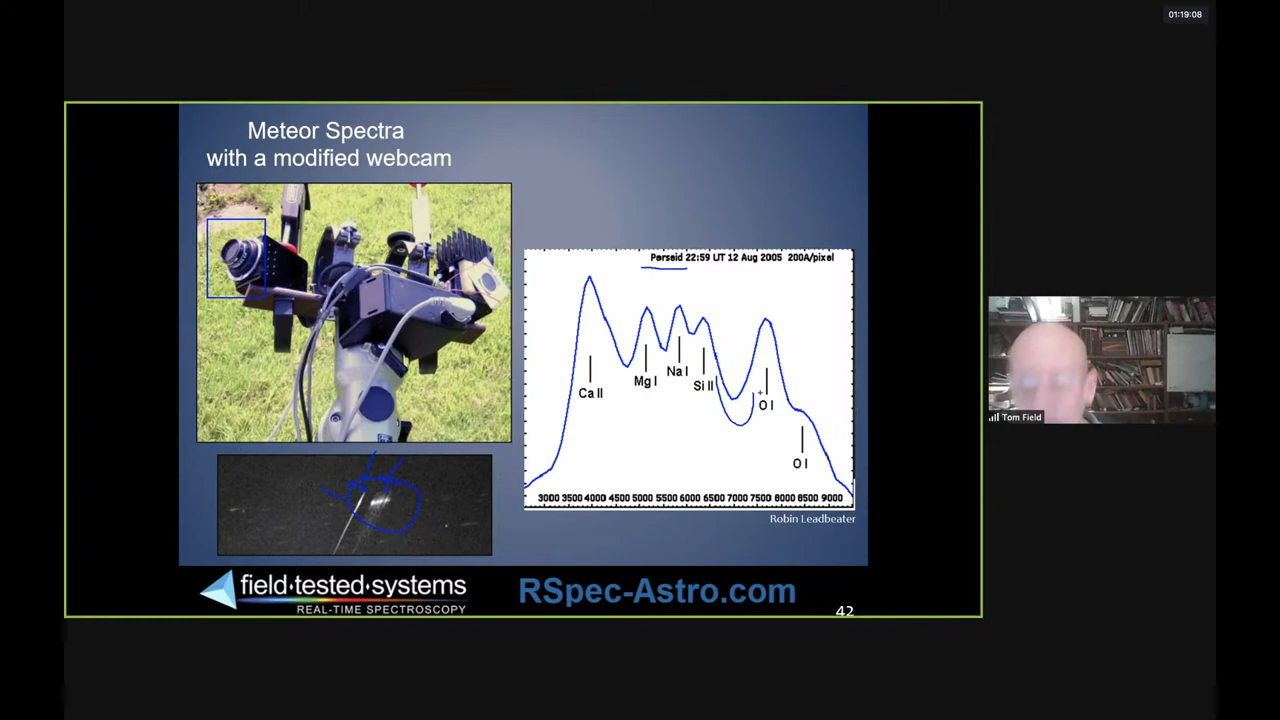 01:19:08
Meteor Spectra
with a modified webcam
Perseid 22:59 UT 12 Aug 2005 200A/pixel
Ca II
Mg I
Na I
Si II
O I
O I
3000 3500 4000 4500 5000 5500 6000 6500 7000 7500 8000 8500 9000
Robin Leadbeater
field·tested·systems
REAL-TIME SPECTROSCOPY
RSpec-Astro.com
42
Tom Field